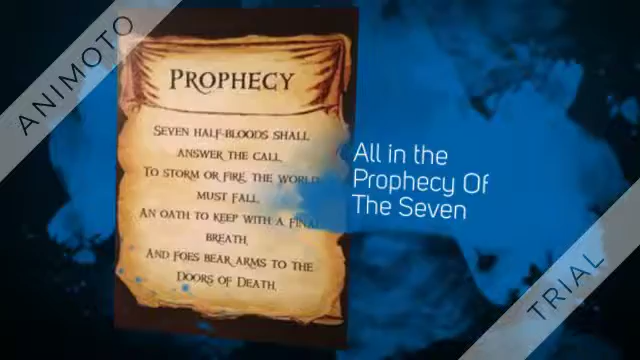 ANIMOTO
PROPHECY
SEVEN HALF-BLOODS SHALL
ANSWER THE CALL.
TO STORM OR FIRE, THE WORLD
MUST FALL.
AN OATH TO KEEP WITH A FINAL
BREATH,
AND FOES BEAR ARMS TO THE
DOORS OF DEATH.
All in the
Prophecy Of
The Seven
TRIAL